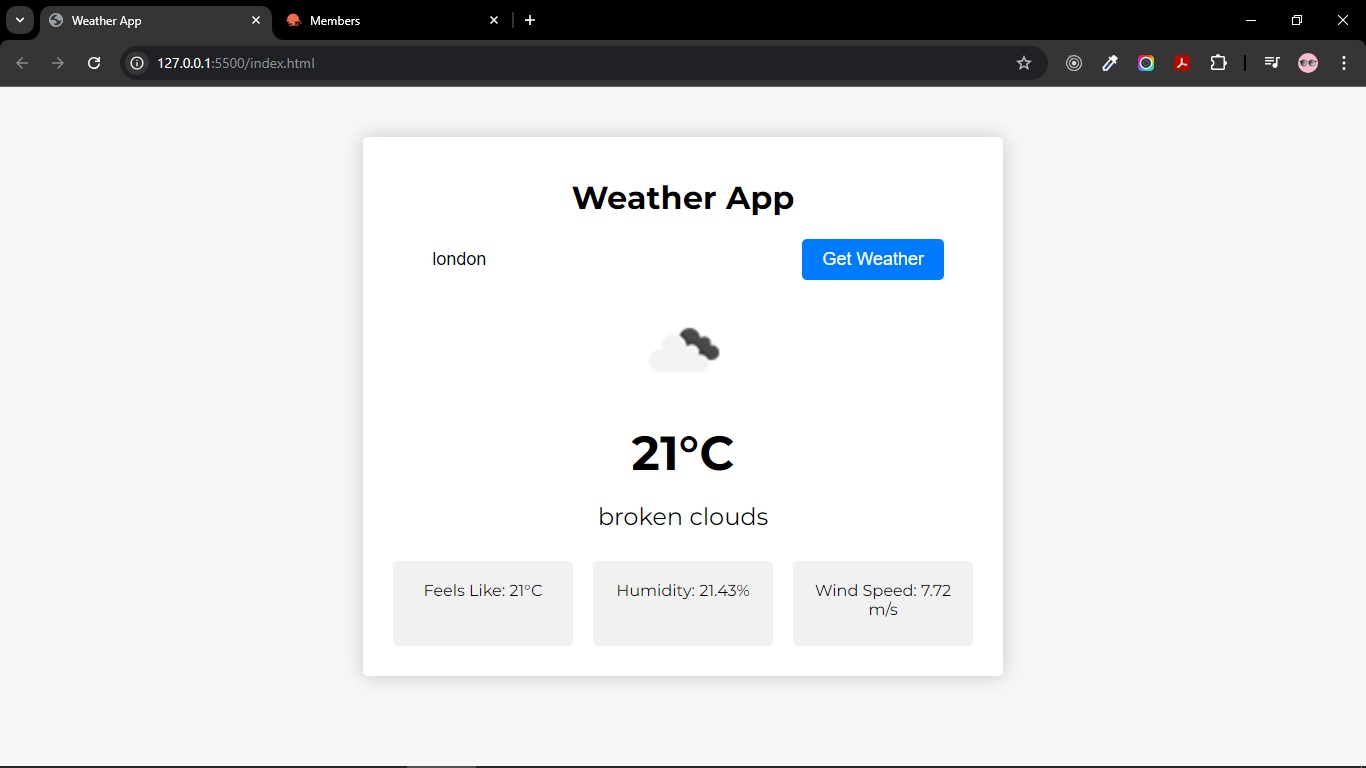 Weather App
Members
127.0.0.1:5500/index.html
Weather App
london
Get Weather
21°C
broken clouds
Feels Like: 21°C
Humidity: 21.43%
Wind Speed: 7.72
m/s